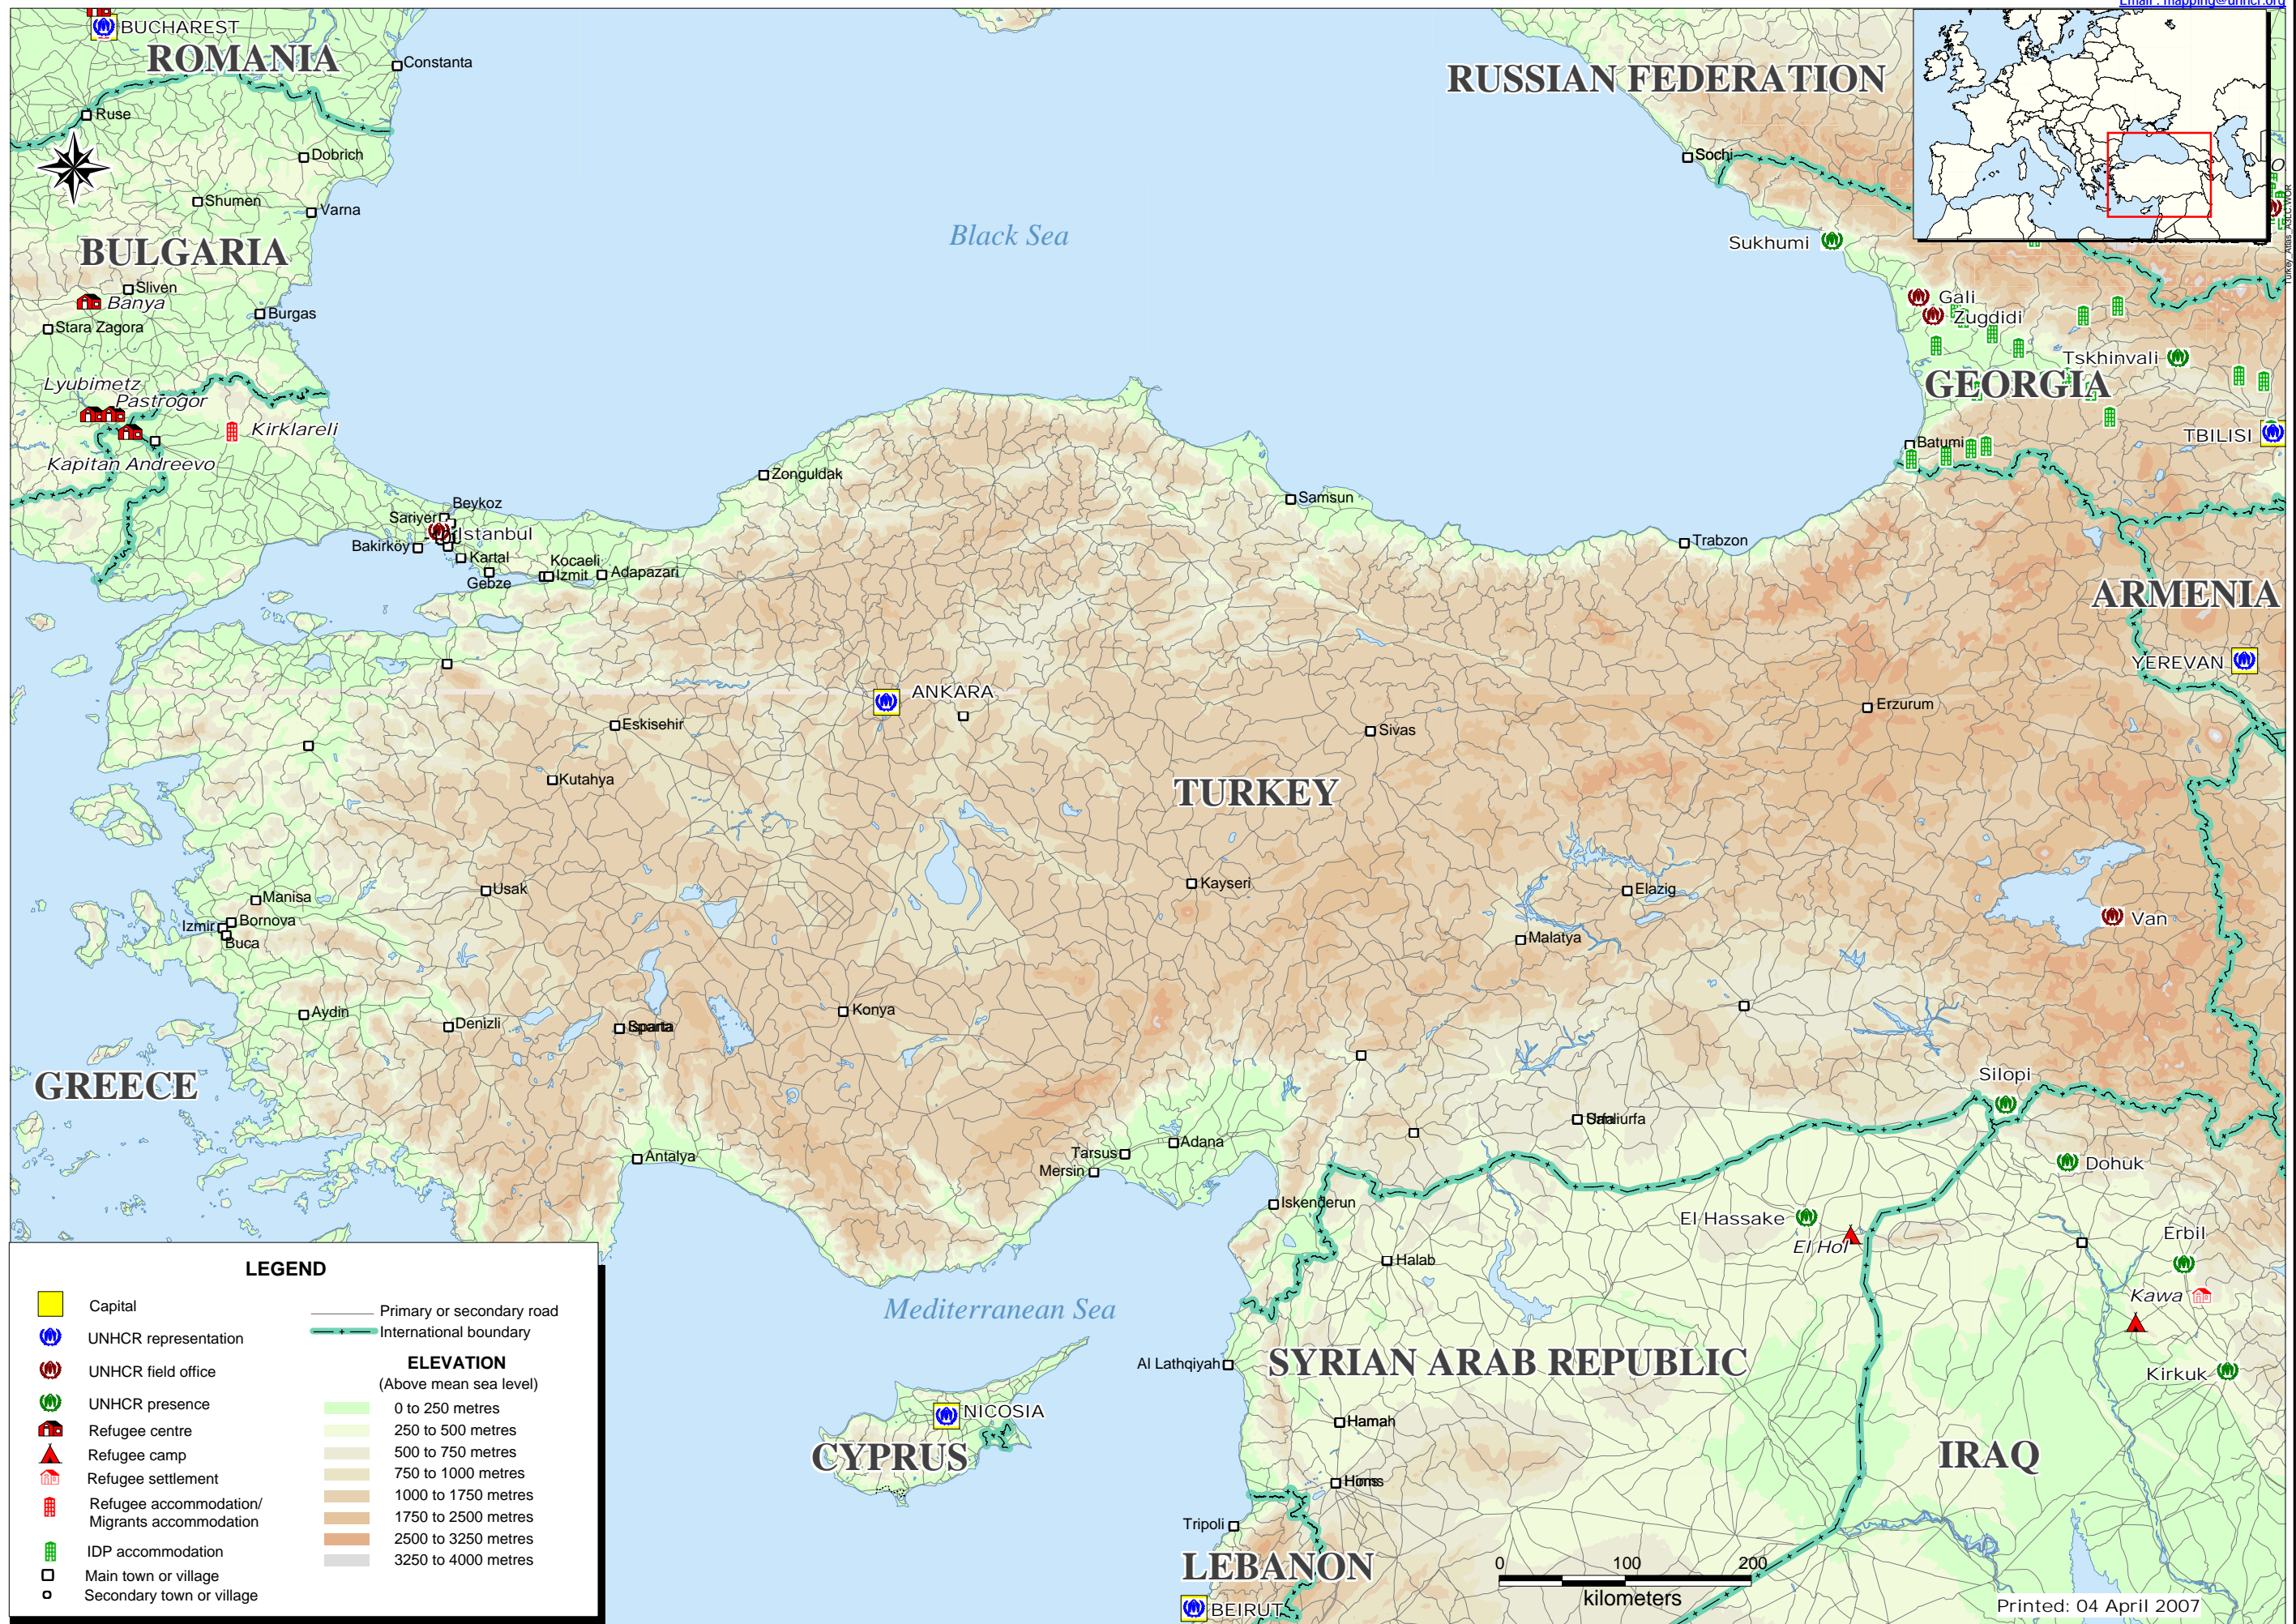 Email : mapping@unhcr.org
BUCHAREST
ROMANIA
Constanta
RUSSIAN FEDERATION
Ruse
Dobrich
Sochi
Shumen
Varna
Turkey_Atlas_A3LC.WOR
BULGARIA
Black Sea
Sukhumi
Sliven
Banya
Burgas
Stara Zagora
Gali
Zugdidi
Tskhinvali
Lyubimetz
Pastrogor
GEORGIA
Kirklareli
Kapitan Andreevo
TBILISI
Batumi
Zonguldak
Samsun
Beykoz
Sariyer
Istanbul
Bakirköy
Kartal
Kocaeli
Gebze
Izmit
Adapazari
Trabzon
ARMENIA
YEREVAN
ANKARA
Eskisehir
Sivas
Erzurum
Kutahya
TURKEY
Kayseri
Usak
Elazig
Manisa
Bornova
Izmir
Buca
Van
Malatya
Aydin
Denizli
Konya
GREECE
Silopi
Antalya
Tarsus
Adana
Mersin
Iskenderun
Dohuk
El Hassake
El Hol
Halab
Erbil
Kawa
Mediterranean Sea
Al Lathqiyah
SYRIAN ARAB REPUBLIC
Kirkuk
NICOSIA
CYPRUS
Hamah
IRAQ
Tripoli
LEBANON
BEIRUT
LEGEND
Capital
UNHCR representation
UNHCR field office
UNHCR presence
Refugee centre
Refugee camp
Refugee settlement
Refugee accommodation/
Migrants accommodation
IDP accommodation
Main town or village
Secondary town or village
Primary or secondary road
International boundary
ELEVATION
(Above mean sea level)
0 to 250 metres
250 to 500 metres
500 to 750 metres
750 to 1000 metres
1000 to 1750 metres
1750 to 2500 metres
2500 to 3250 metres
3250 to 4000 metres
0 100 200
kilometers
Printed: 04 April 2007